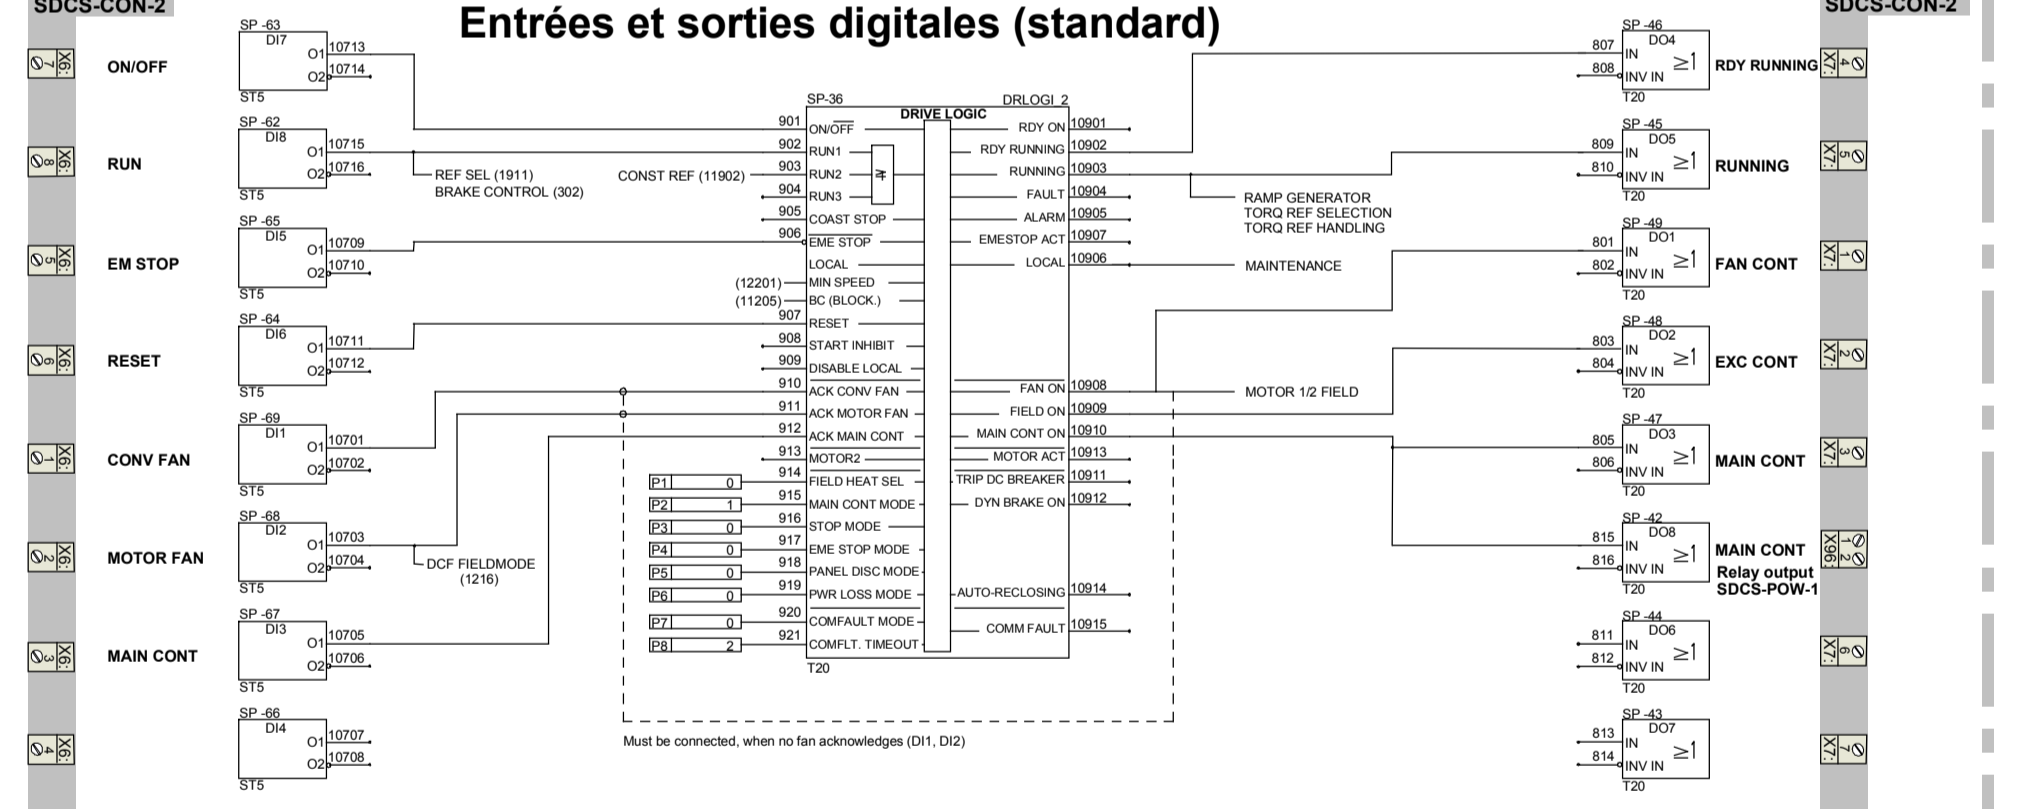 SDCS-CON-2
Entrées et sorties digitales (standard)
SDCS-CON-2
X6: 7
ON/OFF
SP -63
DI7
O1 10713
O2 10714
ST5
X6: 8
RUN
SP -62
DI8
O1 10715
O2 10716
ST5
REF SEL (1911)
BRAKE CONTROL (302)
X6: 5
EM STOP
SP -65
DI5
O1 10709
O2 10710
ST5
X6: 6
RESET
SP -64
DI6
O1 10711
O2 10712
ST5
X6: 1
CONV FAN
SP -69
DI1
O1 10701
O2 10702
ST5
X6: 2
MOTOR FAN
SP -68
DI2
O1 10703
O2 10704
ST5
DCF FIELDMODE
(1216)
X6: 3
MAIN CONT
SP -67
DI3
O1 10705
O2 10706
ST5
X6: 4
SP -66
DI4
O1 10707
O2 10708
ST5
SP-36
DRLOGI_2
DRIVE LOGIC
901 ON/OFF
902 RUN1
CONST REF (11902) 903 RUN2
904 RUN3
905 COAST STOP
906 EME STOP
LOCAL
(12201) MIN SPEED
(11205) BC (BLOCK.)
907 RESET
908 START INHIBIT
909 DISABLE LOCAL
910 ACK CONV FAN
911 ACK MOTOR FAN
912 ACK MAIN CONT
913 MOTOR2
P1 0 914 FIELD HEAT SEL
P2 1 915 MAIN CONT MODE
P3 0 916 STOP MODE
P4 0 917 EME STOP MODE
P5 0 918 PANEL DISC MODE
P6 0 919 PWR LOSS MODE
P7 0 920 COMFAULT MODE
P8 2 921 COMFLT. TIMEOUT
T20
RDY ON 10901
RDY RUNNING 10902
RUNNING 10903
FAULT 10904
ALARM 10905
EMESTOP ACT 10907
LOCAL 10906
FAN ON 10908
FIELD ON 10909
MAIN CONT ON 10910
MOTOR ACT 10913
TRIP DC BREAKER 10911
DYN BRAKE ON 10912
AUTO-RECLOSING 10914
COMM FAULT 10915
RAMP GENERATOR
TORQ REF SELECTION
TORQ REF HANDLING
MAINTENANCE
MOTOR 1/2 FIELD
Must be connected, when no fan acknowledges (DI1, DI2)
SP -46
DO4
807 IN ≥1
808 INV IN
T20
RDY RUNNING
X7: 4
SP -45
DO5
809 IN ≥1
810 INV IN
T20
RUNNING
X7: 5
SP -49
DO1
801 IN ≥1
802 INV IN
T20
FAN CONT
X7: 1
SP -48
DO2
803 IN ≥1
804 INV IN
T20
EXC CONT
X7: 2
SP -47
DO3
805 IN ≥1
806 INV IN
T20
MAIN CONT
X7: 3
SP -42
DO8
815 IN ≥1
816 INV IN
T20
MAIN CONT
Relay output
SDCS-POW-1
X96: 1 2
SP -44
DO6
811 IN ≥1
812 INV IN
T20
X7: 6
SP -43
DO7
813 IN ≥1
814 INV IN
T20
X7: 7